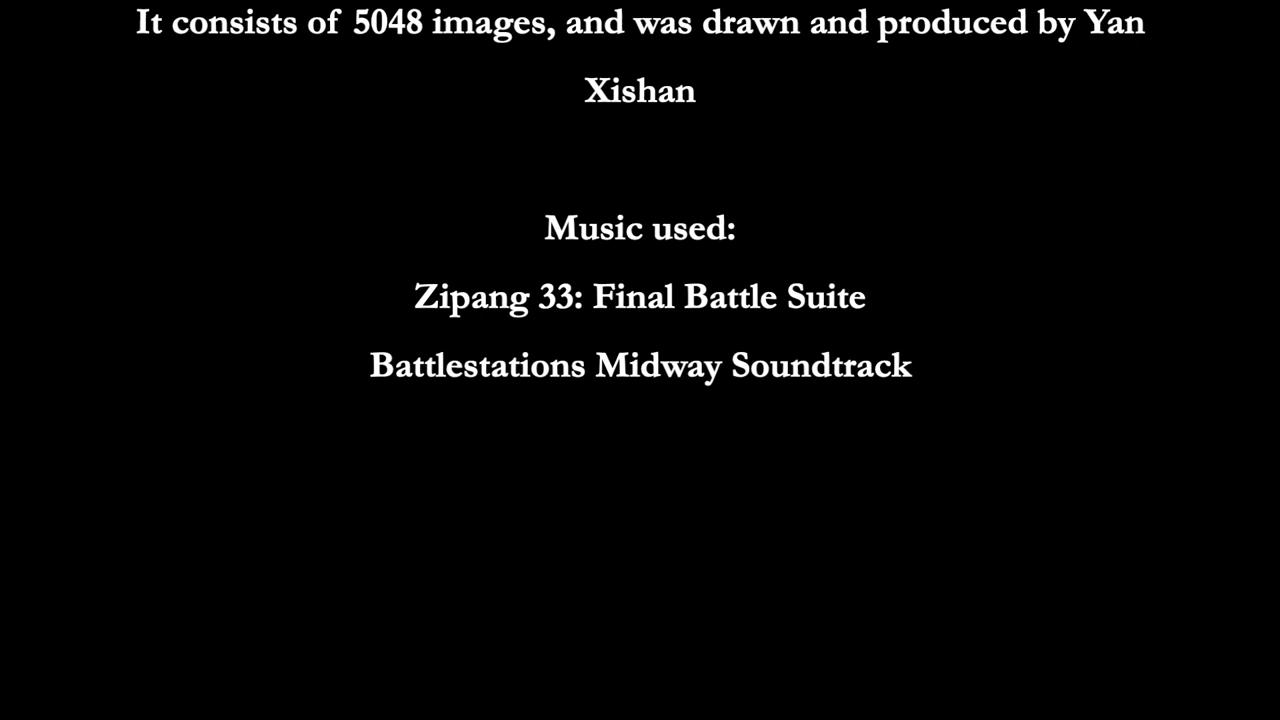 It consists of 5048 images, and was drawn and produced by Yan
Xishan
Music used:
Zipang 33: Final Battle Suite
Battlestations Midway Soundtrack